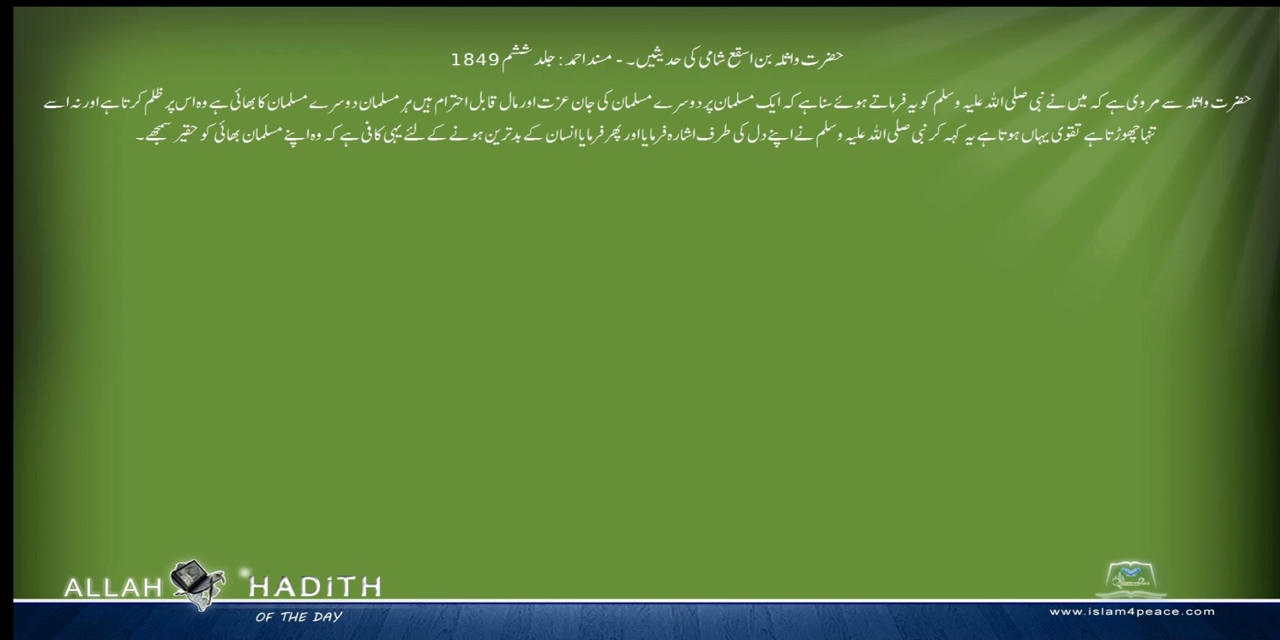 حضرت واثلہ بن اسقع شامی کی حدیثیں۔ - مسند احمد : جلد ششم 1849
حضرت واثلہ سے مروی ہے کہ میں نے نبی صلی اللہ علیہ وسلم کو یہ فرماتے ہوئے سنا ہے کہ ایک مسلمان پر دوسرے مسلمان کی جان عزت اور مال قابل احترام ہیں ہر مسلمان دوسرے مسلمان کا بھائی ہے وہ اس پر ظلم کرتا ہے اور نہ اسے
تنہا چھوڑتا ہے تقوی یہاں ہوتا ہے یہ کہہ کر نبی صلی اللہ علیہ وسلم نے اپنے دل کی طرف اشارہ فرمایا اور پھر فرمایا انسان کے بدترین ہونے کے لئے یہی کافی ہے کہ وہ اپنے مسلمان بھائی کو حقیر سمجھے۔
ALLAH HADITH
OF THE DAY
www.islam4peace.com